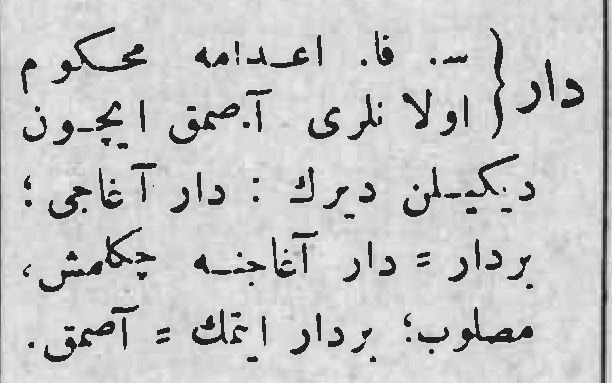 دار { س. فا. اعدامه محكوم
اولانلرى آصمق ايچون
ديكيلن ديرك : دار آغاجى ؛
بردار = دار آغاجنه چكلمش ،
مصلوب ؛ بردار ايتمك = آصمق .